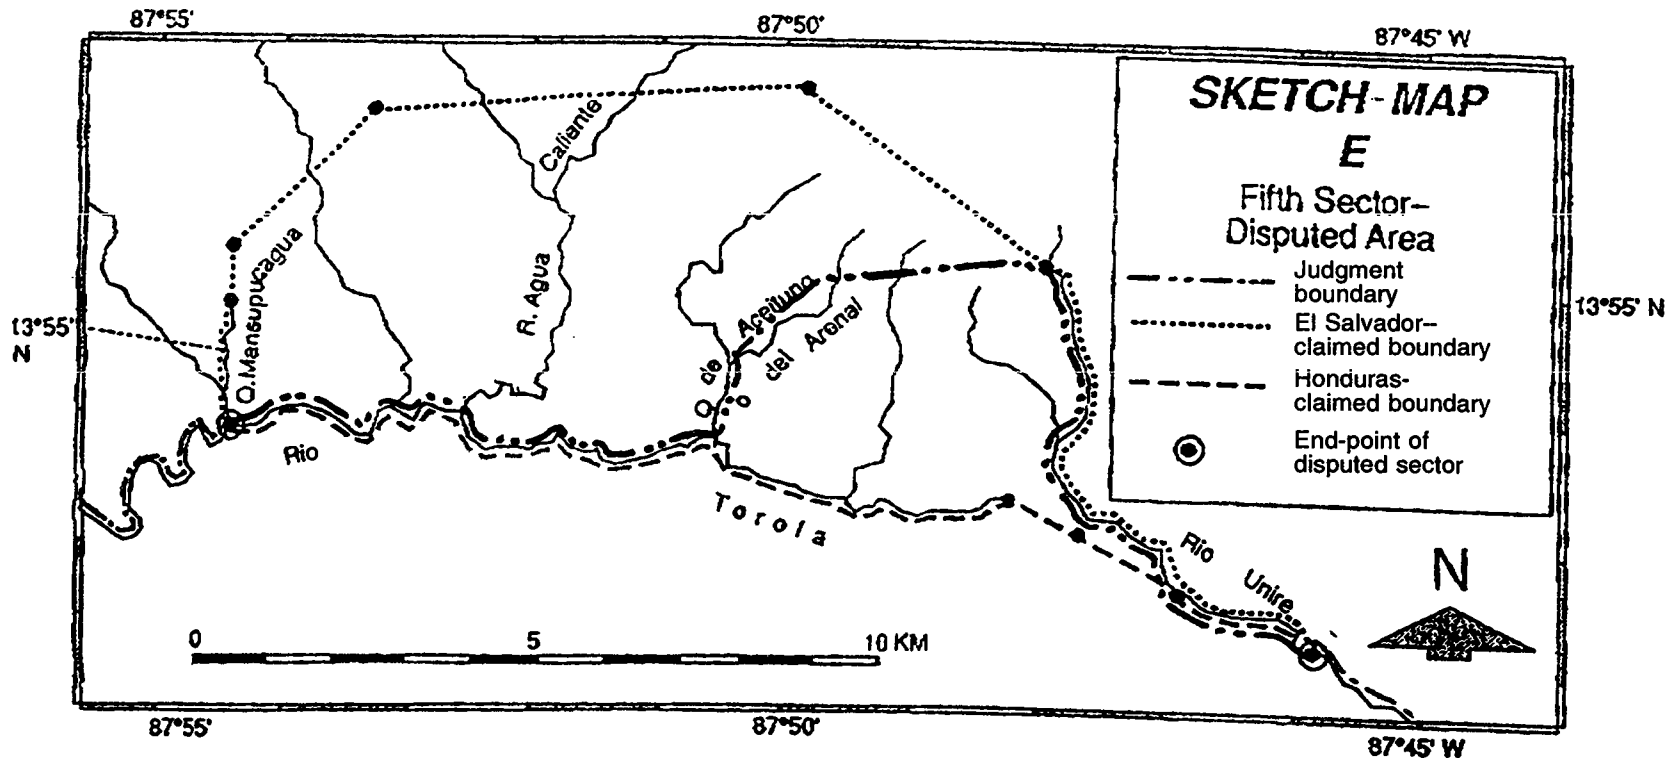 87°55'
87°50'
87°45' W
SKETCH-MAP
E
Fifth Sector–
Disputed Area
Judgment
boundary
El Salvador–
claimed boundary
Honduras-
claimed boundary
End-point of
disputed sector
Caliente
R. Agua
Q. Mansupucagua
Q de Aceituno
o del Arenal
13°55'
N
13°55' N
Rio
Torola
Rio
Unire
N
0 5 10 KM
87°55'
87°50'
87°45' W